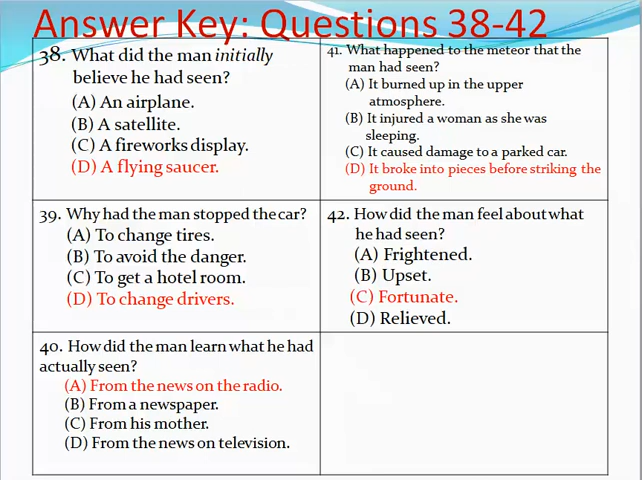 Answer Key: Questions 38-42
38. What did the man initially
believe he had seen?
(A) An airplane.
(B) A satellite.
(C) A fireworks display.
(D) A flying saucer.
39. Why had the man stopped the car?
(A) To change tires.
(B) To avoid the danger.
(C) To get a hotel room.
(D) To change drivers.
40. How did the man learn what he had
actually seen?
(A) From the news on the radio.
(B) From a newspaper.
(C) From his mother.
(D) From the news on television.
41. What happened to the meteor that the
man had seen?
(A) It burned up in the upper
atmosphere.
(B) It injured a woman as she was
sleeping.
(C) It caused damage to a parked car.
(D) It broke into pieces before striking the
ground.
42. How did the man feel about what
he had seen?
(A) Frightened.
(B) Upset.
(C) Fortunate.
(D) Relieved.